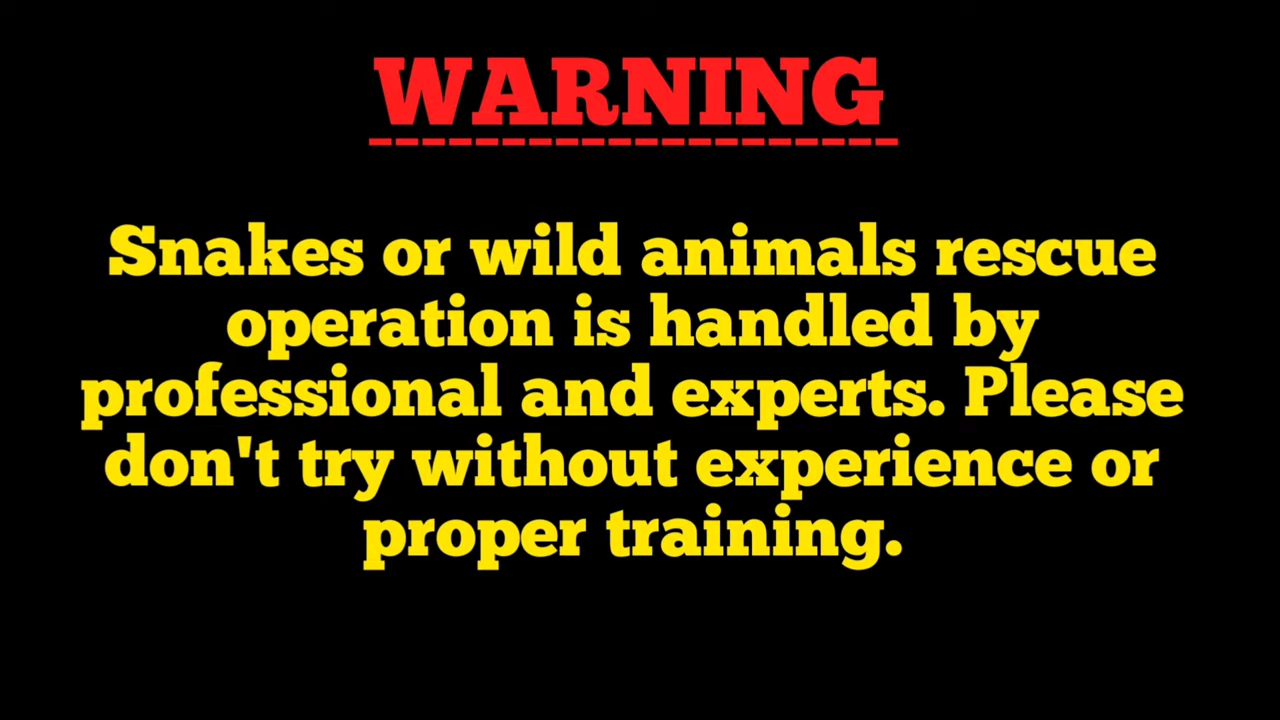 WARNING
Snakes or wild animals rescue
operation is handled by
professional and experts. Please
don't try without experience or
proper training.